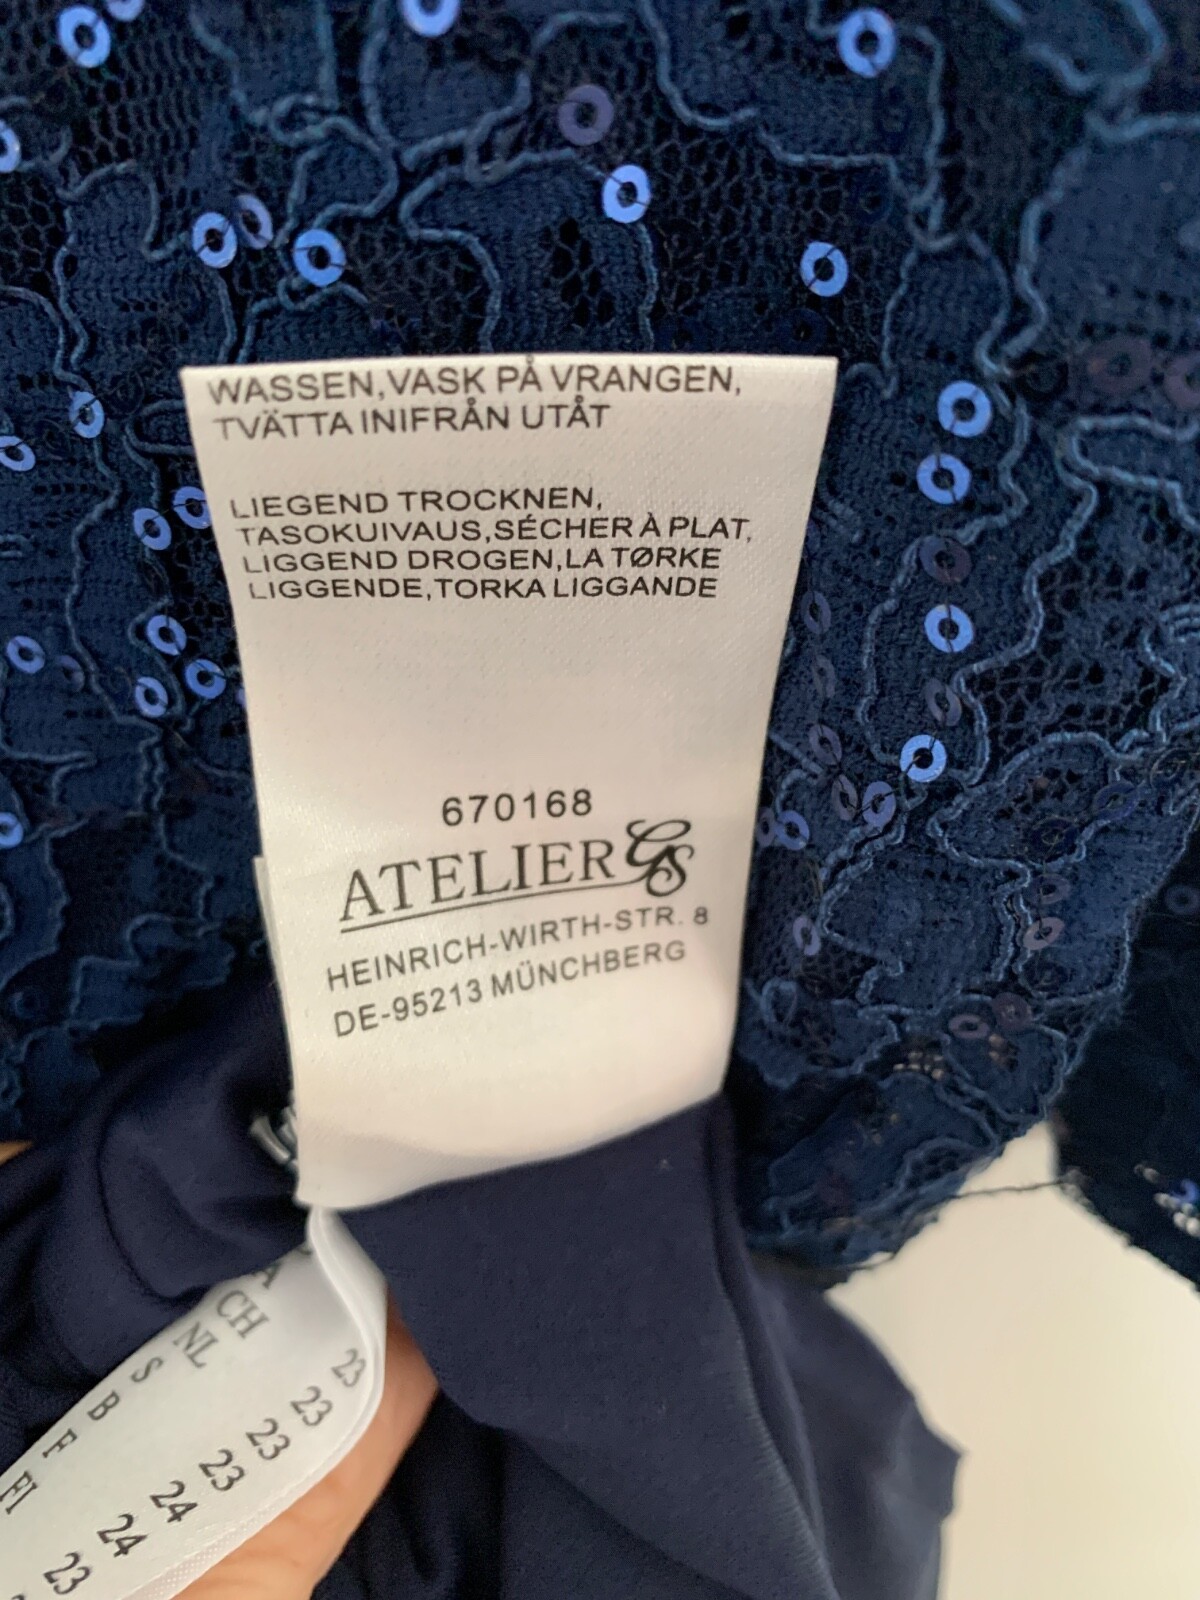 WASSEN,VASK PÅ VRANGEN,
TVÄTTA INIFRÅN UTÅT
LIEGEND TROCKNEN,
TASOKUIVAUS,SÉCHER À PLAT,
LIGGEND DROGEN,LA TØRKE
LIGGENDE,TORKA LIGGANDE
670168
ATELIER GS
HEINRICH-WIRTH-STR. 8
DE-95213 MÜNCHBERG
A
CH 23
NL 23
S 23
B 23
F 24
FI 24
23